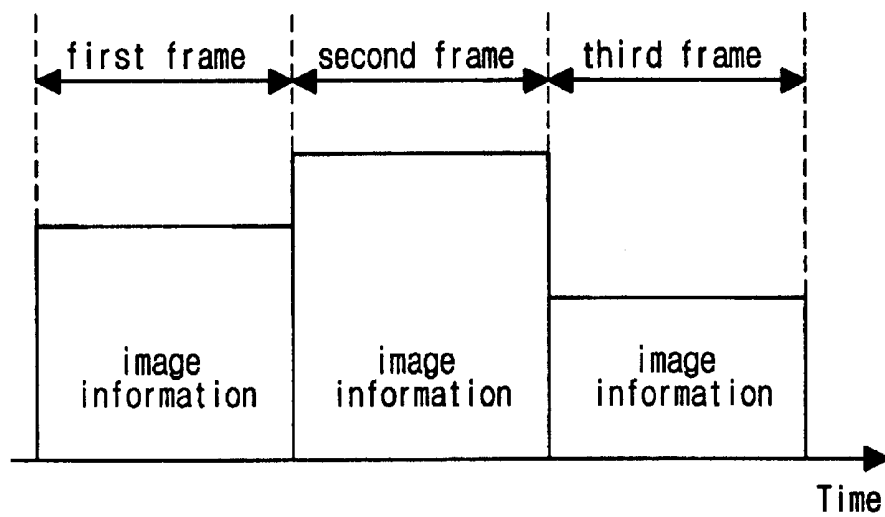 first frame
second frame
third frame
image
information
image
information
image
information
Time